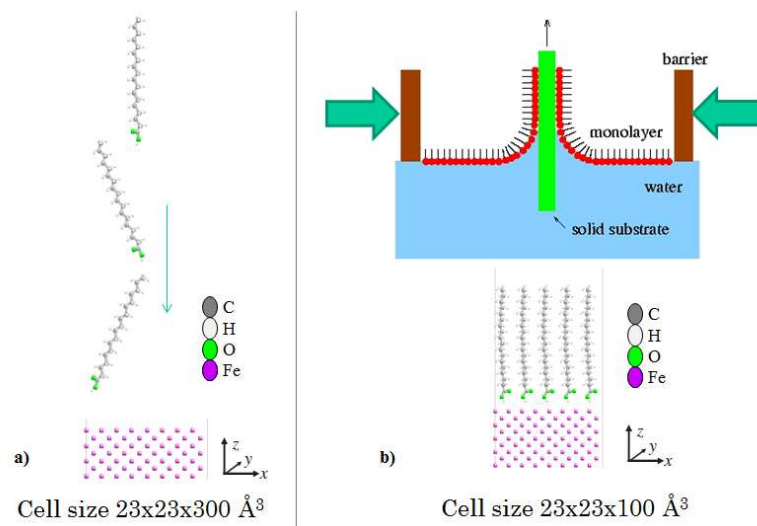 C
H
O
Fe
z
y
x
a)
Cell size 23x23x300 Å³
barrier
monolayer
water
solid substrate
C
H
O
Fe
z
y
x
b)
Cell size 23x23x100 Å³